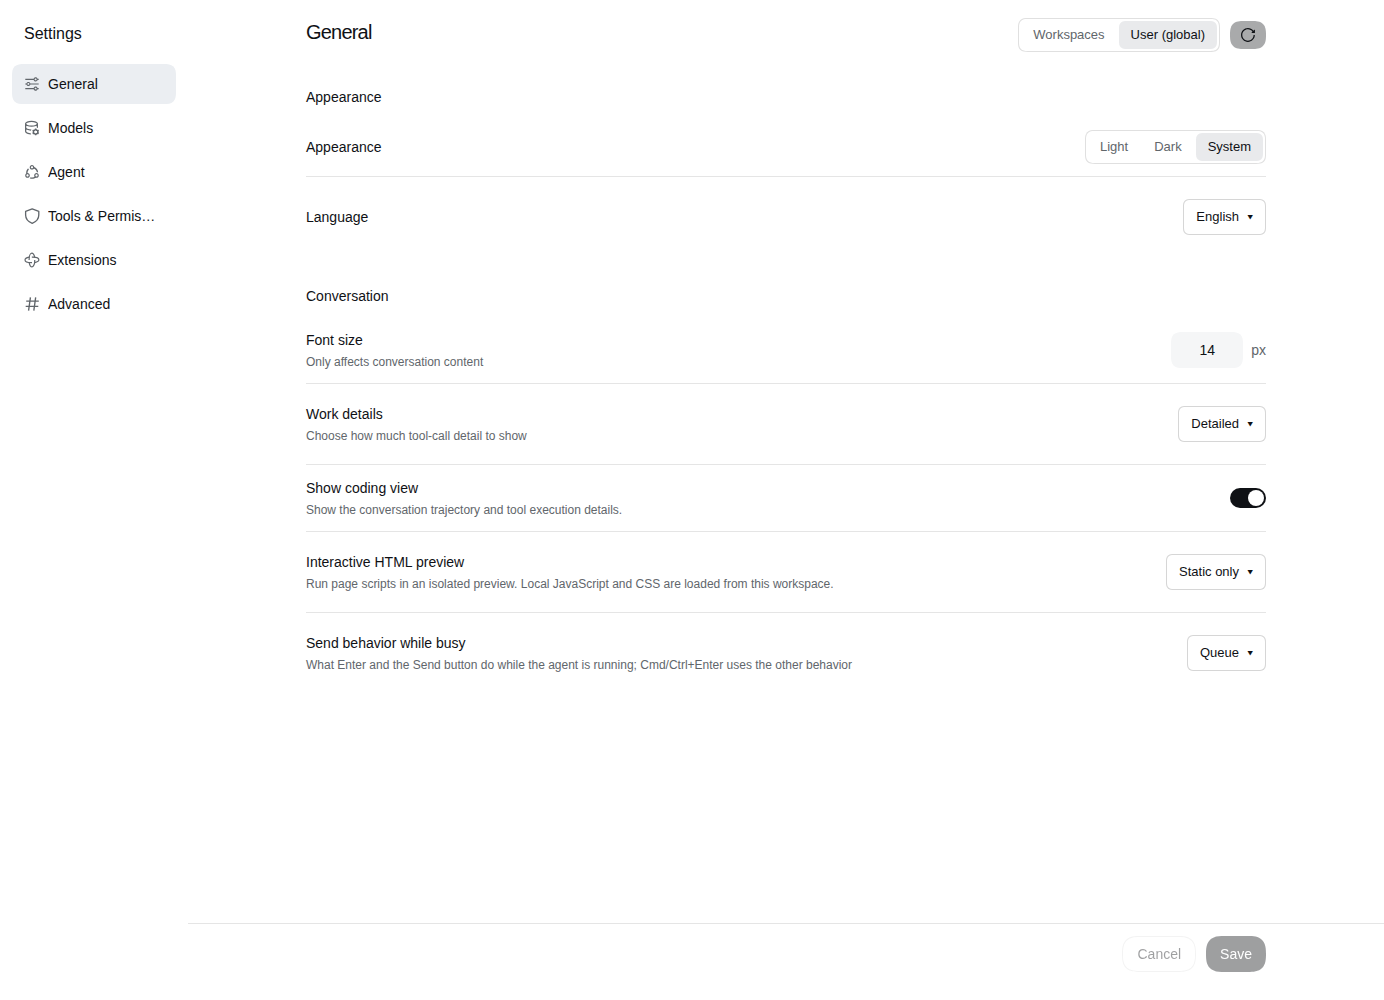 Settings
General
Models
Agent
Tools & Permis…
Extensions
Advanced
General
Workspaces
User (global)
Appearance
Appearance
Light
Dark
System
Language
English
Conversation
Font size
Only affects conversation content
14
px
Work details
Choose how much tool-call detail to show
Detailed
Show coding view
Show the conversation trajectory and tool execution details.
Interactive HTML preview
Run page scripts in an isolated preview. Local JavaScript and CSS are loaded from this workspace.
Static only
Send behavior while busy
What Enter and the Send button do while the agent is running; Cmd/Ctrl+Enter uses the other behavior
Queue
Cancel
Save